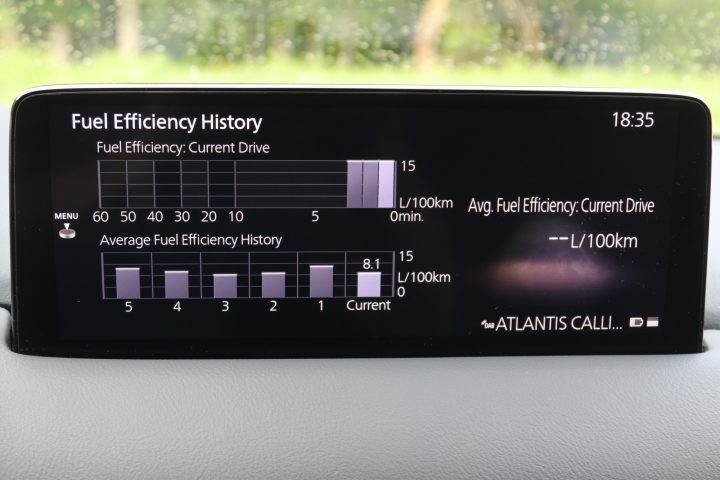 Fuel Efficiency History
18:35
Fuel Efficiency: Current Drive
15
L/100km
60 50 40 30 20 10 5 0min.
MENU
Average Fuel Efficiency History
15
8.1
L/100km
0
5 4 3 2 1 Current
Avg. Fuel Efficiency: Current Drive
--L/100km
DAB ATLANTIS CALLI...